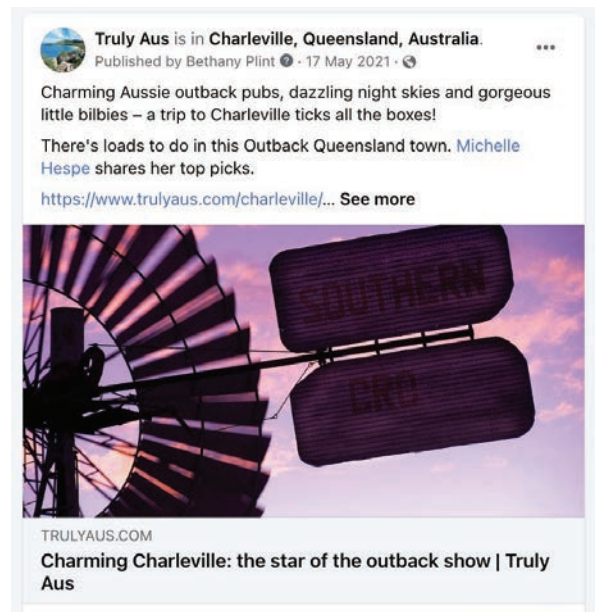 Truly Aus is in Charleville, Queensland, Australia.
Published by Bethany Plint · 17 May 2021 ·
Charming Aussie outback pubs, dazzling night skies and gorgeous
little bilbies – a trip to Charleville ticks all the boxes!
There's loads to do in this Outback Queensland town. Michelle
Hespe shares her top picks.
https://www.trulyaus.com/charleville/... See more
SOUTHERN
CRO
TRULYAUS.COM
Charming Charleville: the star of the outback show | Truly
Aus